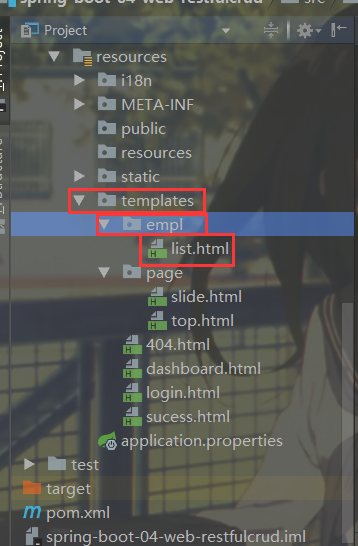 spring-boot-04-web-restfulcrud
src
Project
Project
resources
i18n
META-INF
public
resources
static
templates
empl
list.html
page
slide.html
top.html
404.html
dashboard.html
login.html
sucess.html
application.properties
test
target
pom.xml
spring-boot-04-web-restfulcrud.iml